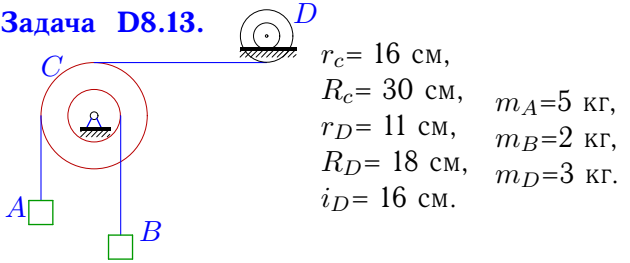 Задача D8.13.
D
C
A
B
r_c= 16 см,
R_c= 30 см,
r_D= 11 см,
R_D= 18 см,
i_D= 16 см.
m_A=5 кг,
m_B=2 кг,
m_D=3 кг.